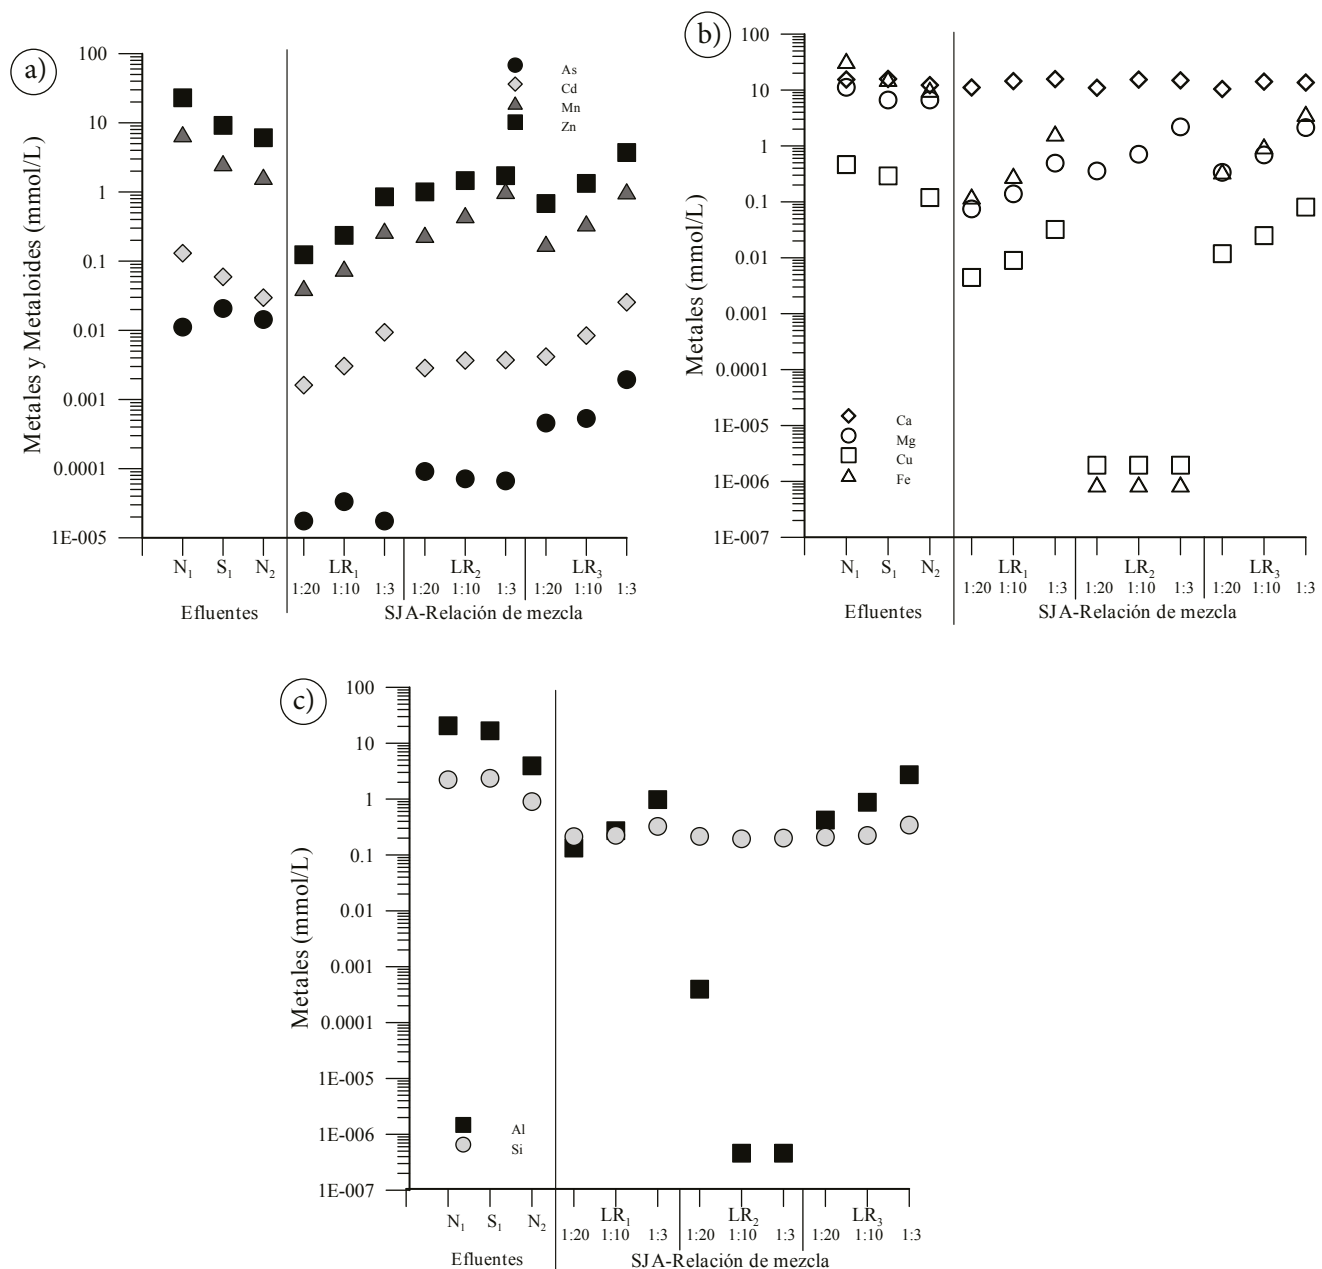 a)
Metales y Metaloides (mmol/L)
100
10
1
0.1
0.01
0.001
0.0001
1E-005
As
Cd
Mn
Zn
N1 S1 N2 LR1 LR2 LR3
1:20 1:10 1:3 1:20 1:10 1:3 1:20 1:10 1:3
Efluentes SJA-Relación de mezcla
b)
Metales (mmol/L)
100
10
1
0.1
0.01
0.001
0.0001
1E-005
1E-006
1E-007
Ca
Mg
Cu
Fe
N1 S1 N2 LR1 LR2 LR3
1:20 1:10 1:3 1:20 1:10 1:3 1:20 1:10 1:3
Efluentes SJA-Relación de mezcla
c)
Metales (mmol/L)
100
10
1
0.1
0.01
0.001
0.0001
1E-005
1E-006
1E-007
Al
Si
N1 S1 N2 LR1 LR2 LR3
1:20 1:10 1:3 1:20 1:10 1:3 1:20 1:10 1:3
Efluentes SJA-Relación de mezcla